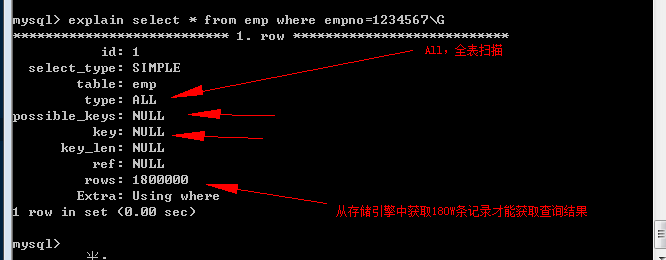 mysql> explain select * from emp where empno=1234567\G
*************************** 1. row ***************************
id: 1
All，全表扫描
select_type: SIMPLE
table: emp
type: ALL
possible_keys: NULL
key: NULL
key_len: NULL
ref: NULL
rows: 1800000
Extra: Using where
从存储引擎中获取180W条记录才能获取查询结果
1 row in set (0.00 sec)
mysql>